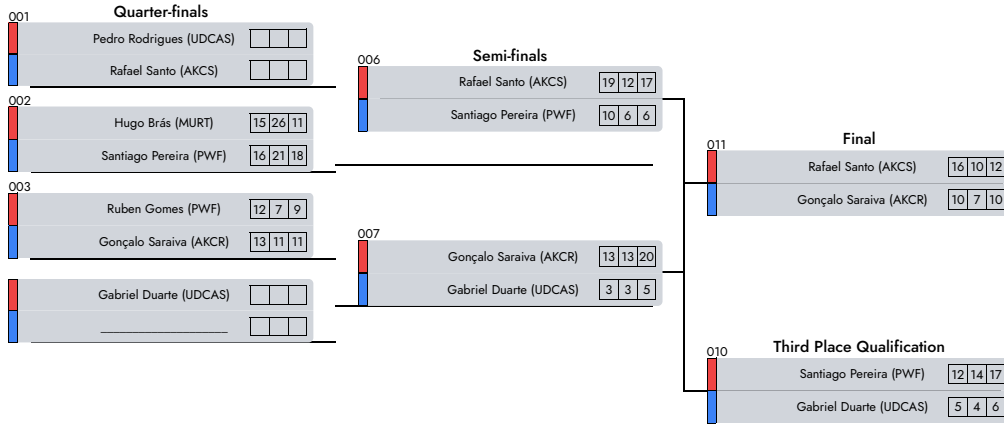 Quarter-finals
001
Pedro Rodrigues (UDCAS)
Rafael Santo (AKCS)
002
Hugo Brás (MURT) 15 26 11
Santiago Pereira (PWF) 16 21 18
003
Ruben Gomes (PWF) 12 7 9
Gonçalo Saraiva (AKCR) 13 11 11
Gabriel Duarte (UDCAS)
____________________
Semi-finals
006
Rafael Santo (AKCS) 19 12 17
Santiago Pereira (PWF) 10 6 6
007
Gonçalo Saraiva (AKCR) 13 13 20
Gabriel Duarte (UDCAS) 3 3 5
Final
011
Rafael Santo (AKCS) 16 10 12
Gonçalo Saraiva (AKCR) 10 7 10
Third Place Qualification
010
Santiago Pereira (PWF) 12 14 17
Gabriel Duarte (UDCAS) 5 4 6